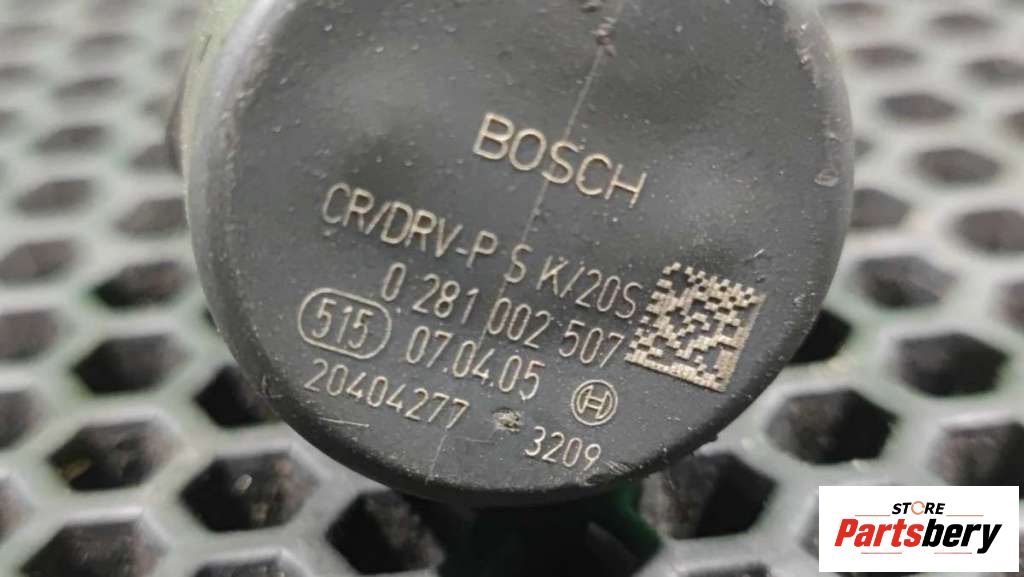 BOSCH
CR/DRV-P S K/20S
0 281 002 507
515 07.04.05
20404277 3209
STORE
Partsbery